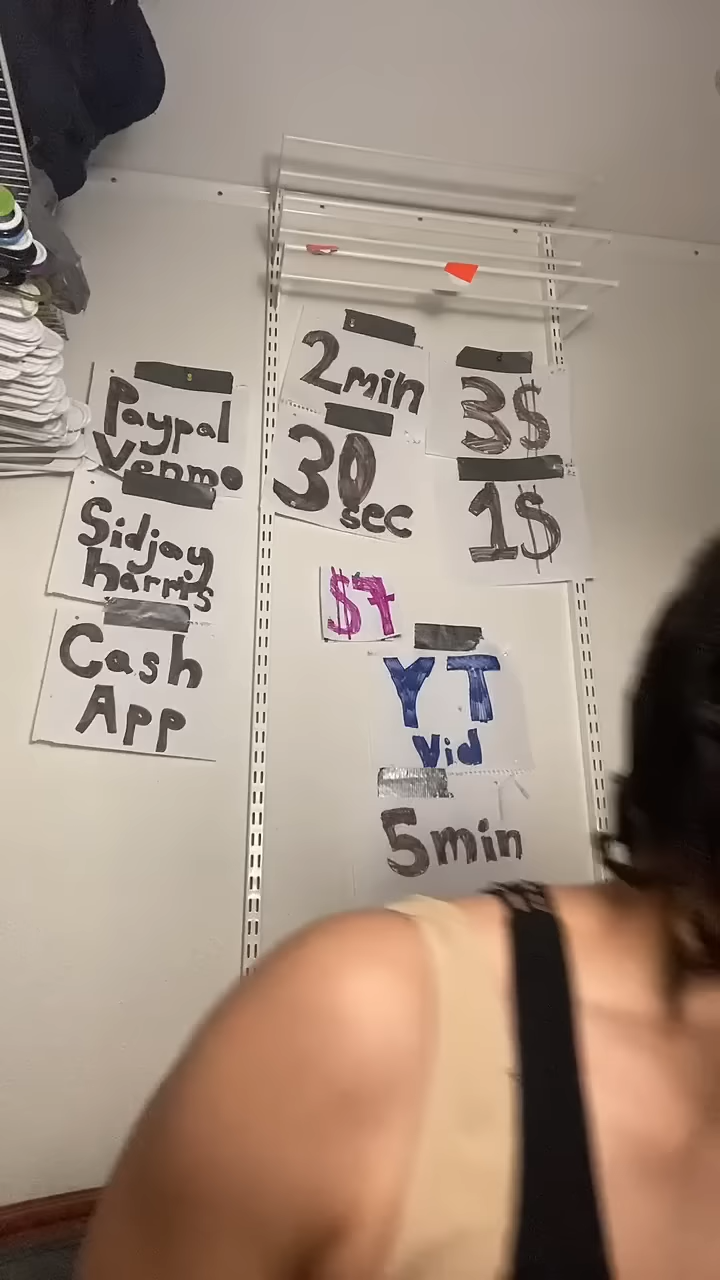 Paypal
Venmo
Sidjay
harris
Cash
App
2min
30
sec
3$
1$
$7
YT
Vid
5min